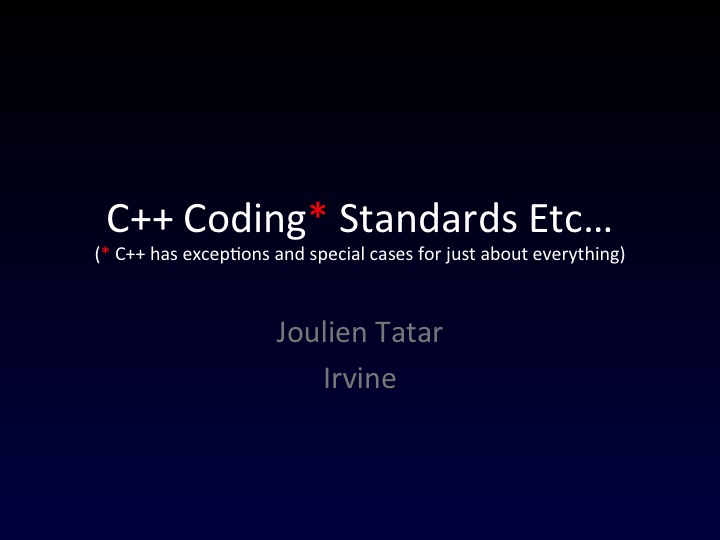 C++ Coding* Standards Etc…
(* C++ has exceptions and special cases for just about everything)
Joulien Tatar
Irvine